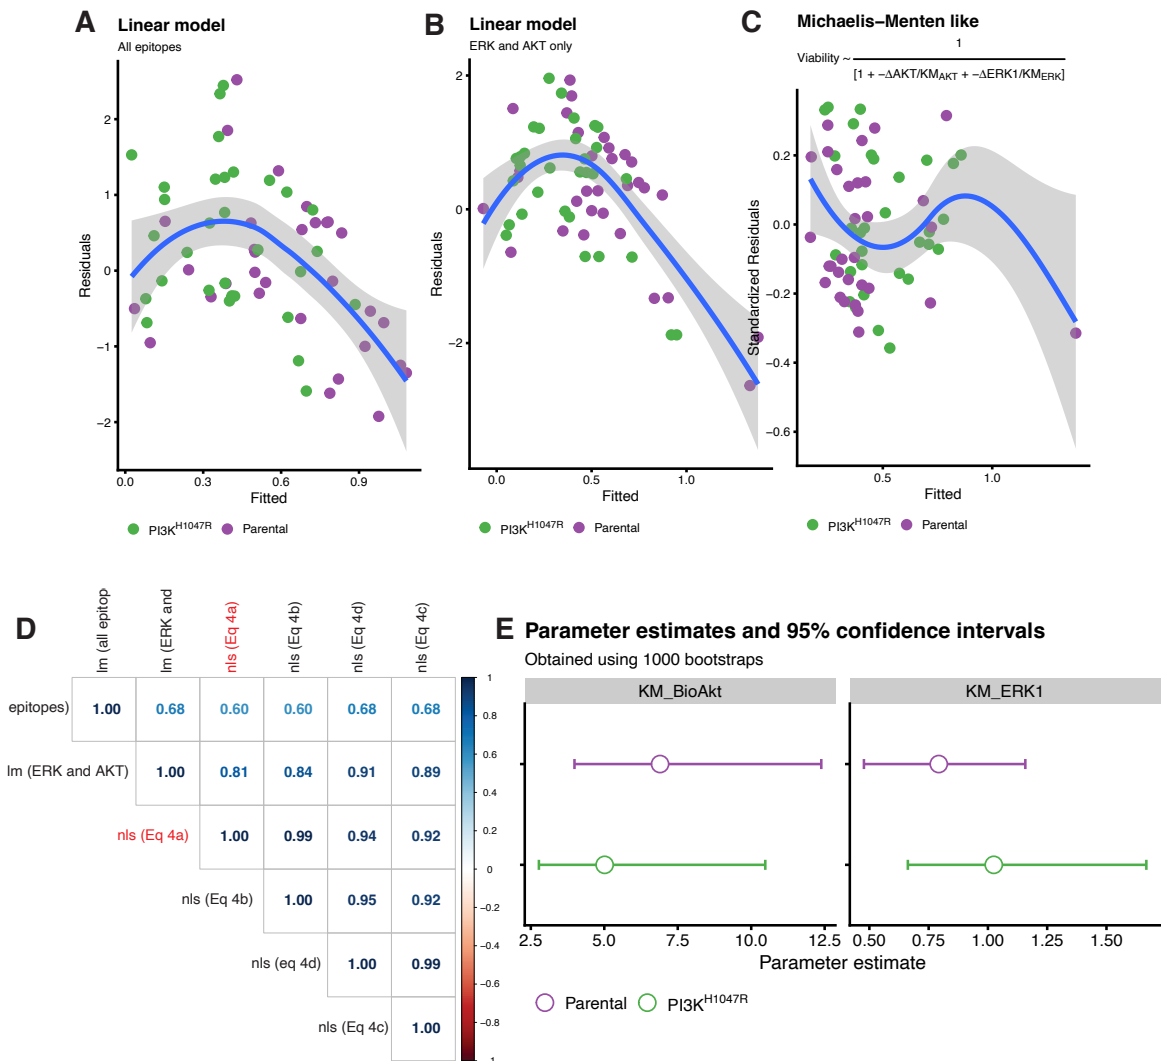 A
Linear model
All epitopes
Residuals
2
1
0
−1
−2
0.0
0.3
0.6
0.9
Fitted
PI3K^H1047R
Parental
B
Linear model
ERK and AKT only
Residuals
2
0
−2
0.0
0.5
1.0
Fitted
PI3K^H1047R
Parental
C
Michaelis−Menten like
Viability ~
1
[1 + −ΔAKT/KM_AKT + −ΔERK1/KM_ERK]
Standardized Residuals
0.2
0.0
−0.2
−0.4
−0.6
0.5
1.0
Fitted
PI3K^H1047R
Parental
D
lm (all epitop
lm (ERK and
nls (Eq 4a)
nls (Eq 4b)
nls (Eq 4d)
nls (Eq 4c)
epitopes) 1.00 0.68 0.60 0.60 0.68 0.68
lm (ERK and AKT) 1.00 0.81 0.84 0.91 0.89
nls (Eq 4a) 1.00 0.99 0.94 0.92
nls (Eq 4b) 1.00 0.95 0.92
nls (eq 4d) 1.00 0.99
nls (Eq 4c) 1.00
1
0.8
0.6
0.4
0.2
0
−0.2
−0.4
−0.6
−0.8
−1
E
Parameter estimates and 95% confidence intervals
Obtained using 1000 bootstraps
KM_BioAkt
KM_ERK1
2.5 5.0 7.5 10.0 12.5
0.50 0.75 1.00 1.25 1.50
Parameter estimate
Parental
PI3K^H1047R